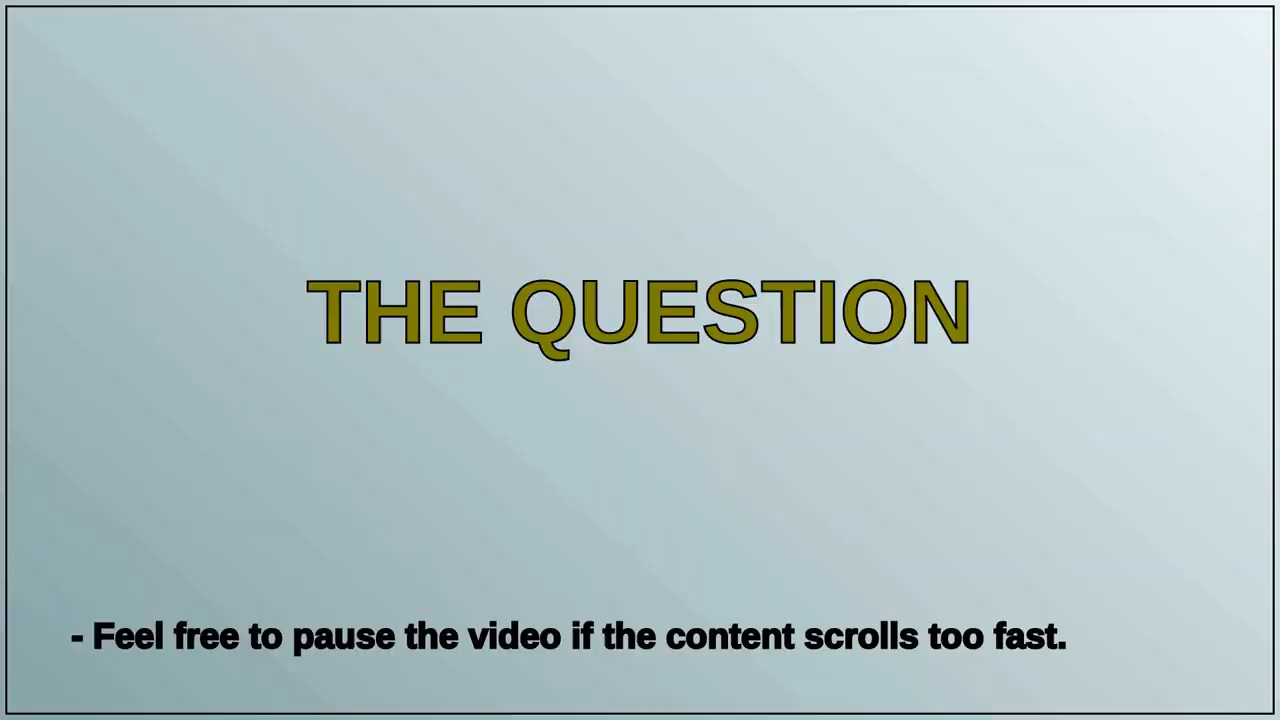 THE QUESTION
- Feel free to pause the video if the content scrolls too fast.